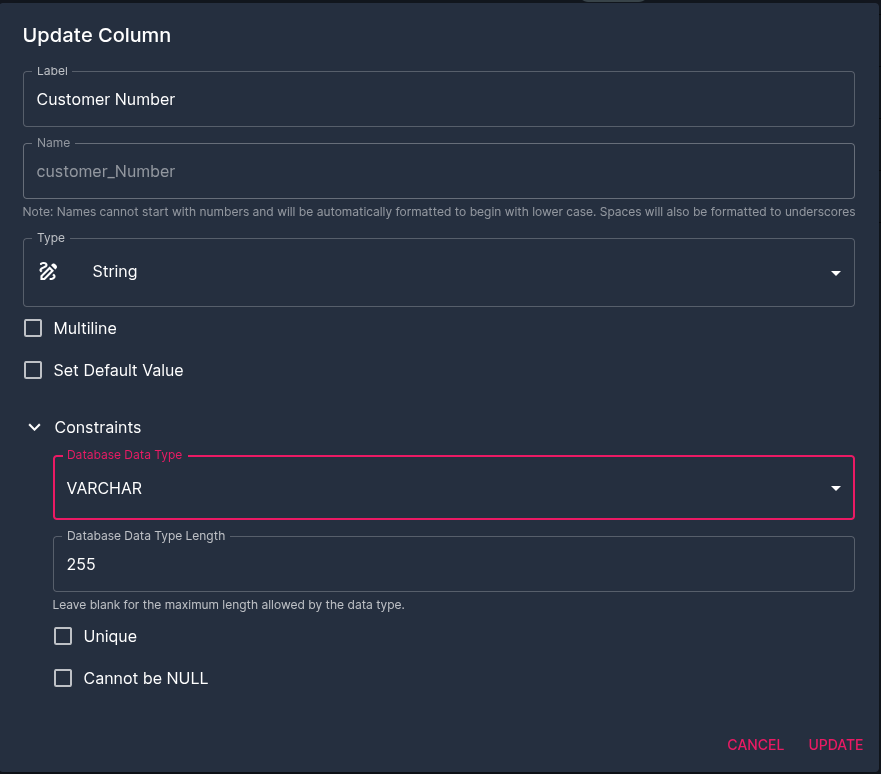 Update Column
Label
Customer Number
Name
customer_Number
Note: Names cannot start with numbers and will be automatically formatted to begin with lower case. Spaces will also be formatted to underscores
Type
String
Multiline
Set Default Value
Constraints
Database Data Type
VARCHAR
Database Data Type Length
255
Leave blank for the maximum length allowed by the data type.
Unique
Cannot be NULL
CANCEL UPDATE